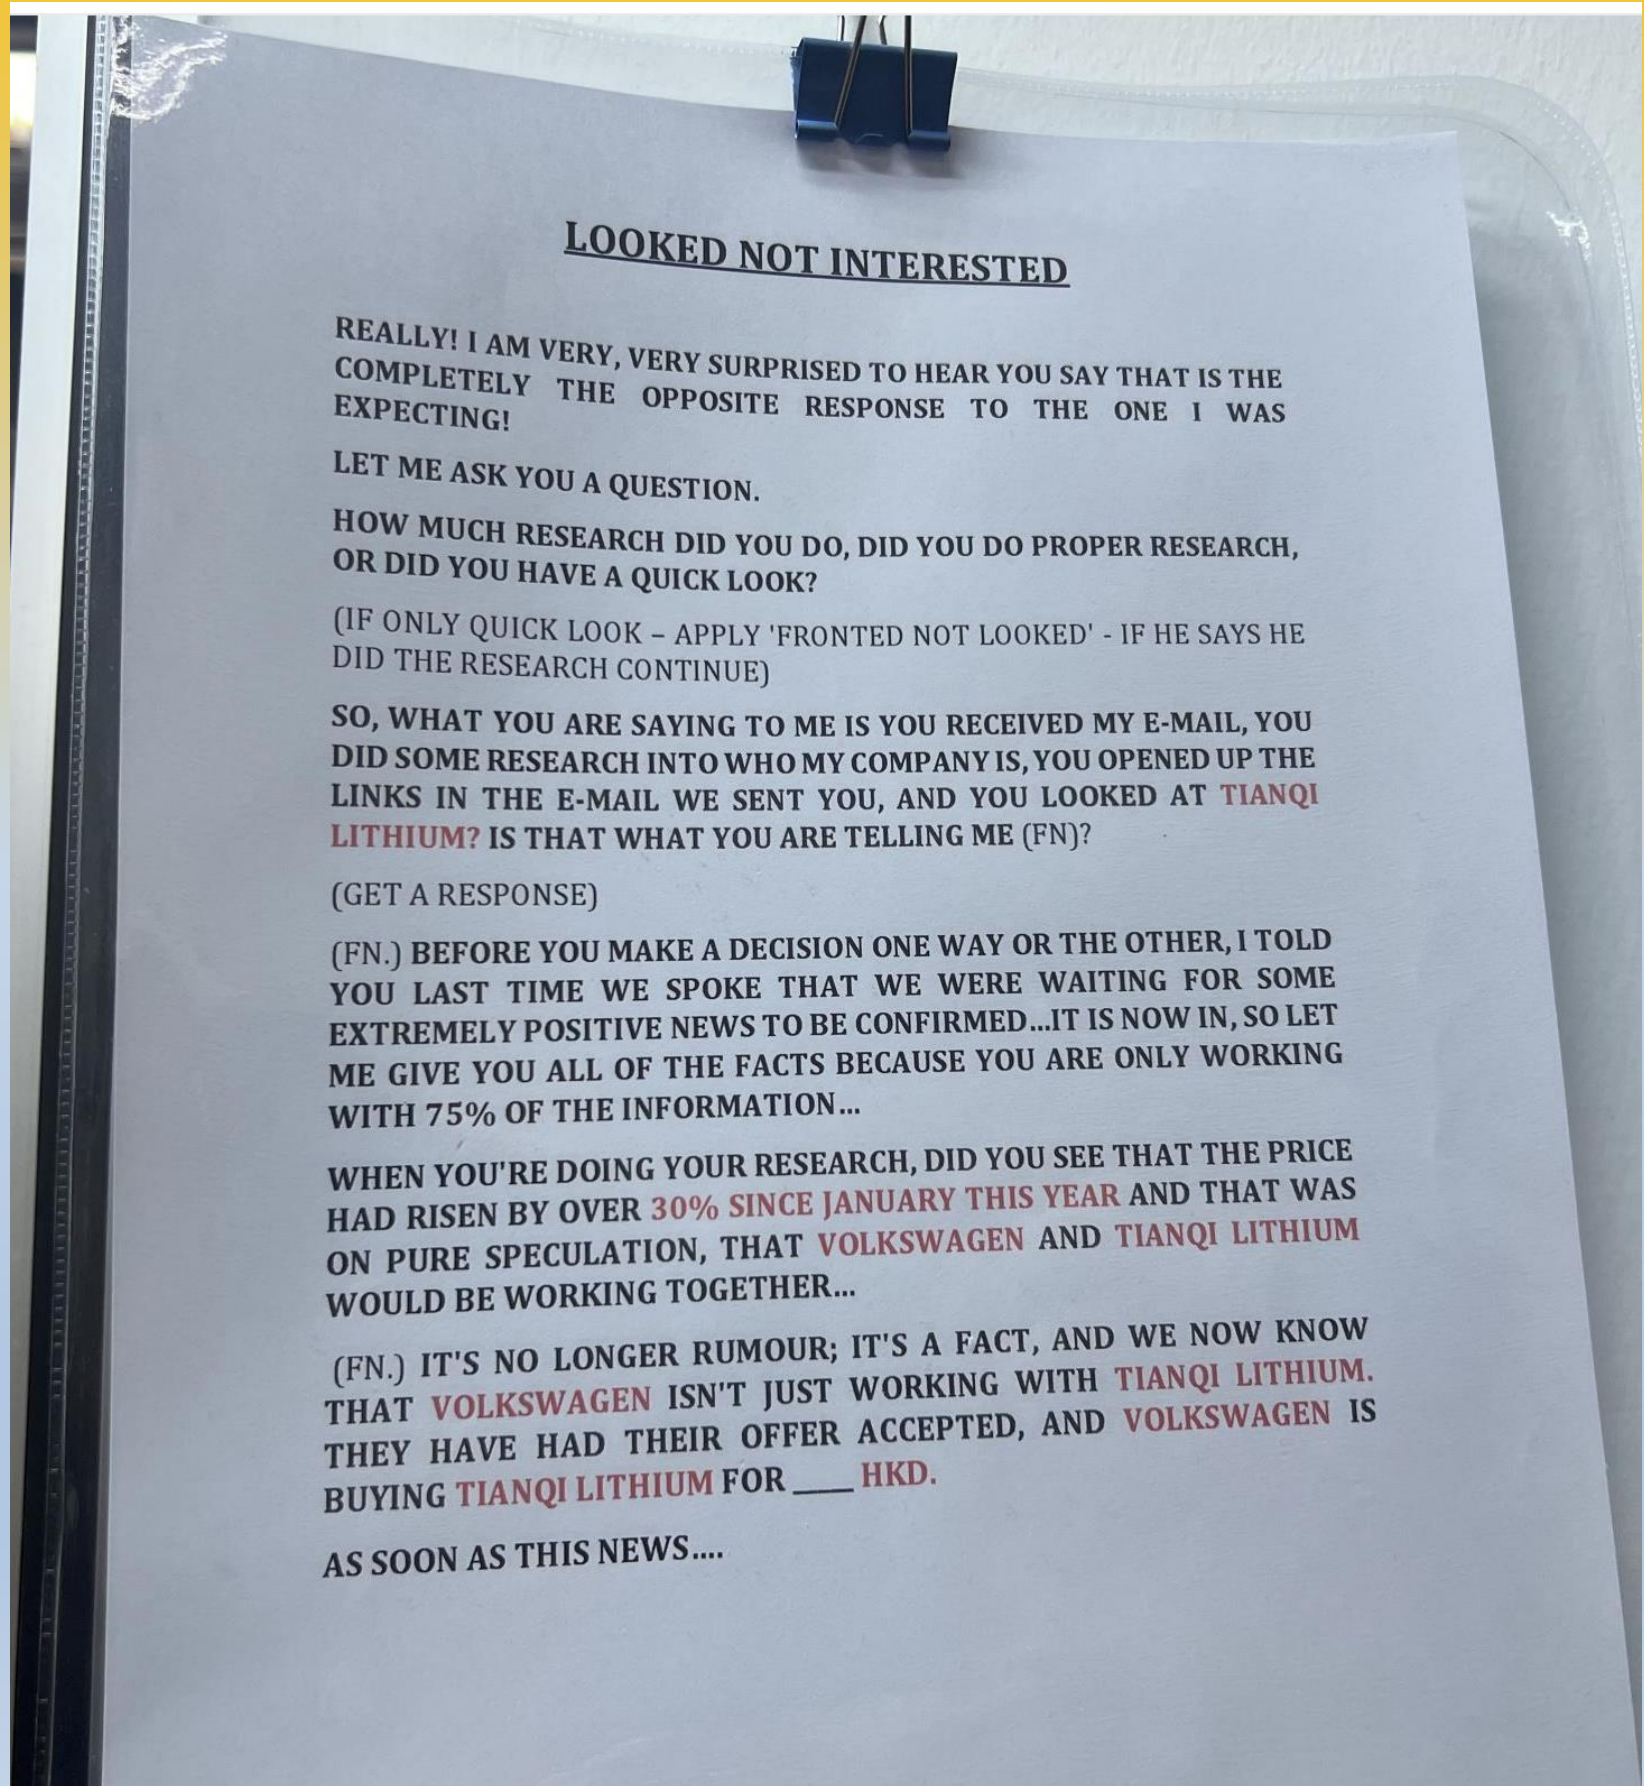 LOOKED NOT INTERESTED
REALLY! I AM VERY, VERY SURPRISED TO HEAR YOU SAY THAT IS THE
COMPLETELY THE OPPOSITE RESPONSE TO THE ONE I WAS
EXPECTING!
LET ME ASK YOU A QUESTION.
HOW MUCH RESEARCH DID YOU DO, DID YOU DO PROPER RESEARCH,
OR DID YOU HAVE A QUICK LOOK?
(IF ONLY QUICK LOOK – APPLY 'FRONTED NOT LOOKED' - IF HE SAYS HE
DID THE RESEARCH CONTINUE)
SO, WHAT YOU ARE SAYING TO ME IS YOU RECEIVED MY E-MAIL, YOU
DID SOME RESEARCH INTO WHO MY COMPANY IS, YOU OPENED UP THE
LINKS IN THE E-MAIL WE SENT YOU, AND YOU LOOKED AT TIANQI
LITHIUM? IS THAT WHAT YOU ARE TELLING ME (FN)?
(GET A RESPONSE)
(FN.) BEFORE YOU MAKE A DECISION ONE WAY OR THE OTHER, I TOLD
YOU LAST TIME WE SPOKE THAT WE WERE WAITING FOR SOME
EXTREMELY POSITIVE NEWS TO BE CONFIRMED...IT IS NOW IN, SO LET
ME GIVE YOU ALL OF THE FACTS BECAUSE YOU ARE ONLY WORKING
WITH 75% OF THE INFORMATION...
WHEN YOU'RE DOING YOUR RESEARCH, DID YOU SEE THAT THE PRICE
HAD RISEN BY OVER 30% SINCE JANUARY THIS YEAR AND THAT WAS
ON PURE SPECULATION, THAT VOLKSWAGEN AND TIANQI LITHIUM
WOULD BE WORKING TOGETHER...
(FN.) IT'S NO LONGER RUMOUR; IT'S A FACT, AND WE NOW KNOW
THAT VOLKSWAGEN ISN'T JUST WORKING WITH TIANQI LITHIUM.
THEY HAVE HAD THEIR OFFER ACCEPTED, AND VOLKSWAGEN IS
BUYING TIANQI LITHIUM FOR ____ HKD.
AS SOON AS THIS NEWS....